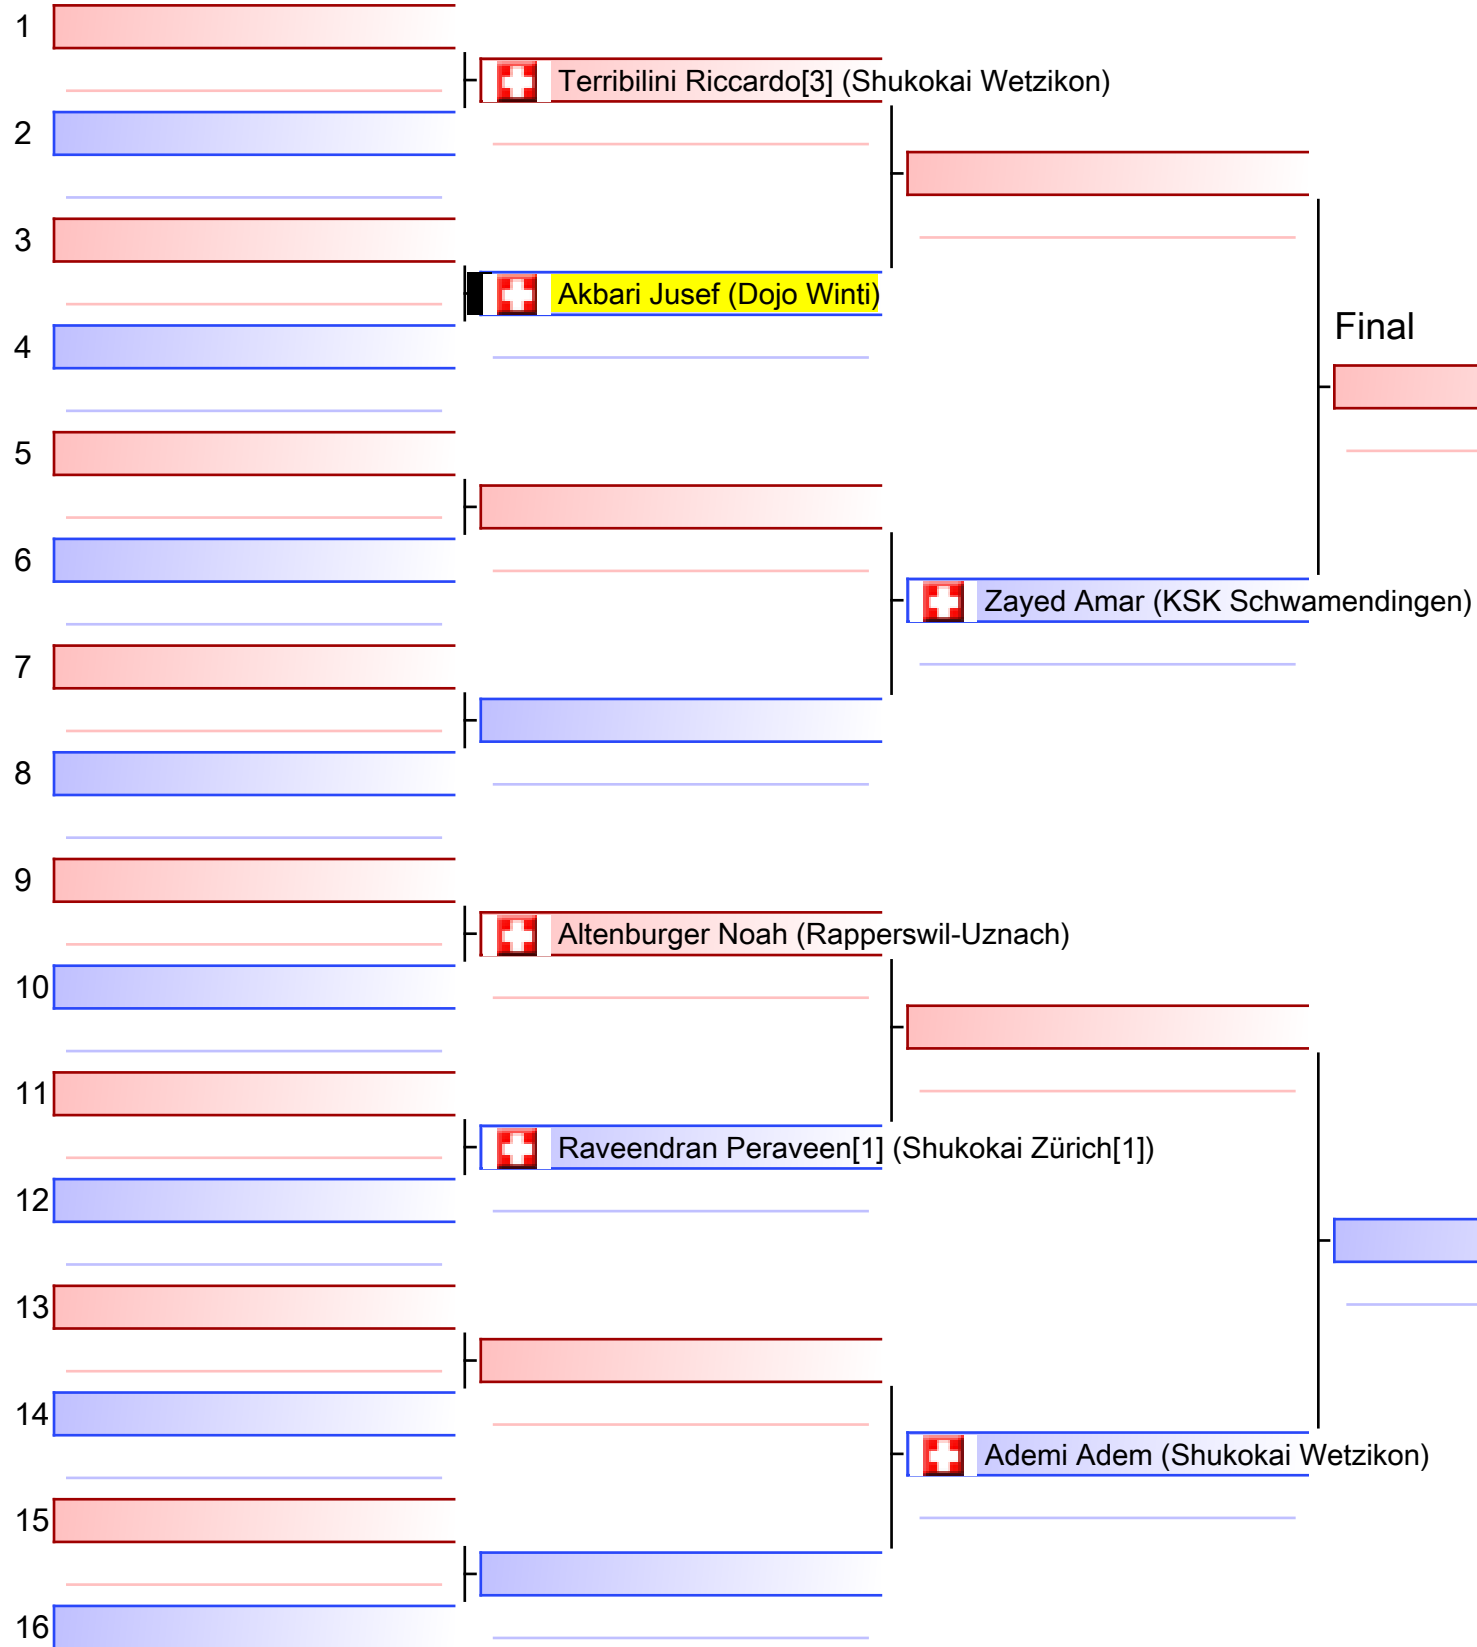 1
Terribilini Riccardo[3] (Shukokai Wetzikon)
2
3
Akbari Jusef (Dojo Winti)
4
Final
5
6
Zayed Amar (KSK Schwamendingen)
7
8
9
Altenburger Noah (Rapperswil-Uznach)
10
11
Raveendran Peraveen[1] (Shukokai Zürich[1])
12
13
14
Ademi Adem (Shukokai Wetzikon)
15
16